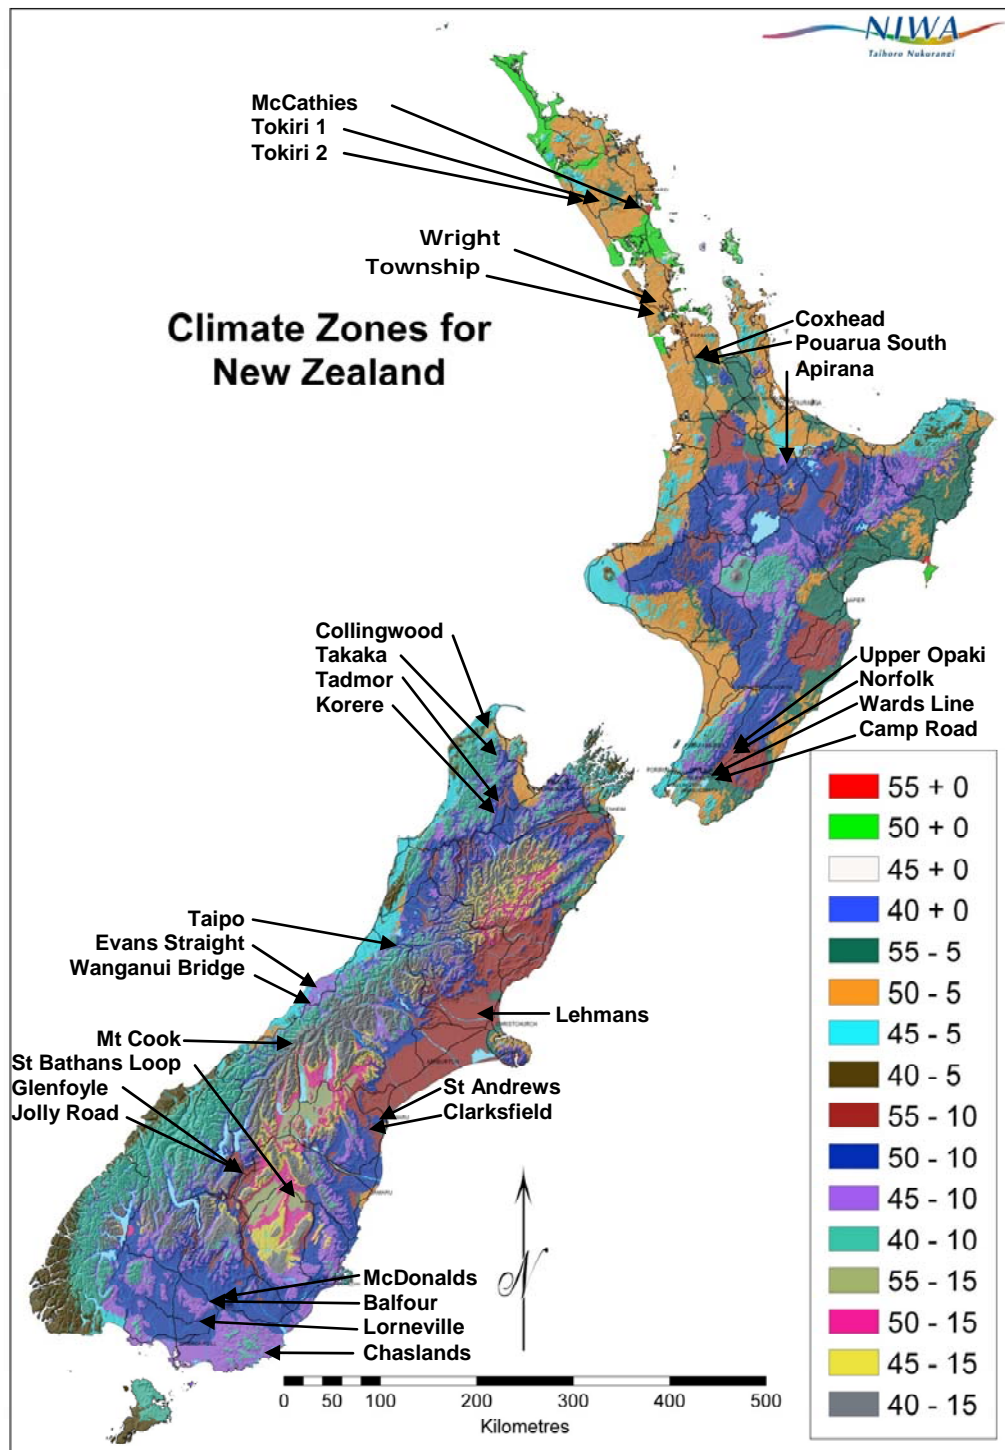 NIWA
Taihoro Nukurangi
McCathies
Tokiri 1
Tokiri 2
Wright
Township
Climate Zones for
New Zealand
Coxhead
Pouarua South
Apirana
Collingwood
Takaka
Tadmor
Korere
Upper Opaki
Norfolk
Wards Line
Camp Road
Taipo
Evans Straight
Wanganui Bridge
Lehmans
Mt Cook
St Bathans Loop
Glenfoyle
Jolly Road
St Andrews
Clarksfield
McDonalds
Balfour
Lorneville
Chaslands
N
0 50 100 200 300 400 500
Kilometres
55 + 0
50 + 0
45 + 0
40 + 0
55 - 5
50 - 5
45 - 5
40 - 5
55 - 10
50 - 10
45 - 10
40 - 10
55 - 15
50 - 15
45 - 15
40 - 15